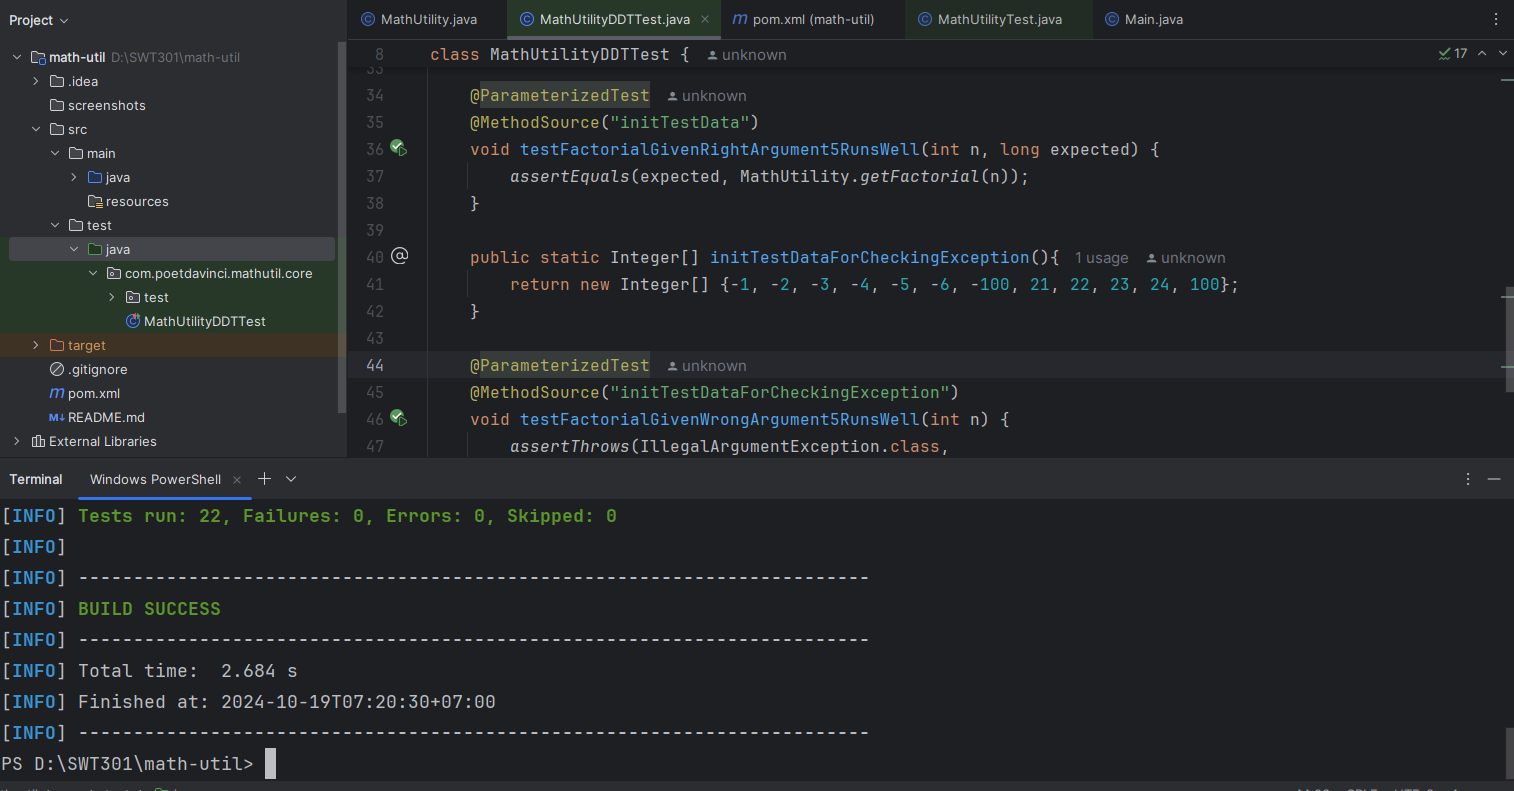 Project
MathUtility.java
MathUtilityDDTTest.java
pom.xml (math-util)
MathUtilityTest.java
Main.java
math-util D:\SWT301\math-util
.idea
screenshots
src
main
java
resources
test
java
com.poetdavinci.mathutil.core
test
MathUtilityDDTTest
target
.gitignore
pom.xml
M↓ README.md
External Libraries
8 class MathUtilityDDTTest { unknown
17
33
34 @ParameterizedTest unknown
35 @MethodSource("initTestData")
36 void testFactorialGivenRightArgument5RunsWell(int n, long expected) {
37 assertEquals(expected, MathUtility.getFactorial(n));
38 }
39
40 public static Integer[] initTestDataForCheckingException(){ 1 usage unknown
41 return new Integer[] {-1, -2, -3, -4, -5, -6, -100, 21, 22, 23, 24, 100};
42 }
43
44 @ParameterizedTest unknown
45 @MethodSource("initTestDataForCheckingException")
46 void testFactorialGivenWrongArgument5RunsWell(int n) {
47 assertThrows(IllegalArgumentException.class,
Terminal
Windows PowerShell
[INFO] Tests run: 22, Failures: 0, Errors: 0, Skipped: 0
[INFO]
[INFO] ------------------------------------------------------------------------
[INFO] BUILD SUCCESS
[INFO] ------------------------------------------------------------------------
[INFO] Total time:  2.684 s
[INFO] Finished at: 2024-10-19T07:20:30+07:00
[INFO] ------------------------------------------------------------------------
PS D:\SWT301\math-util>